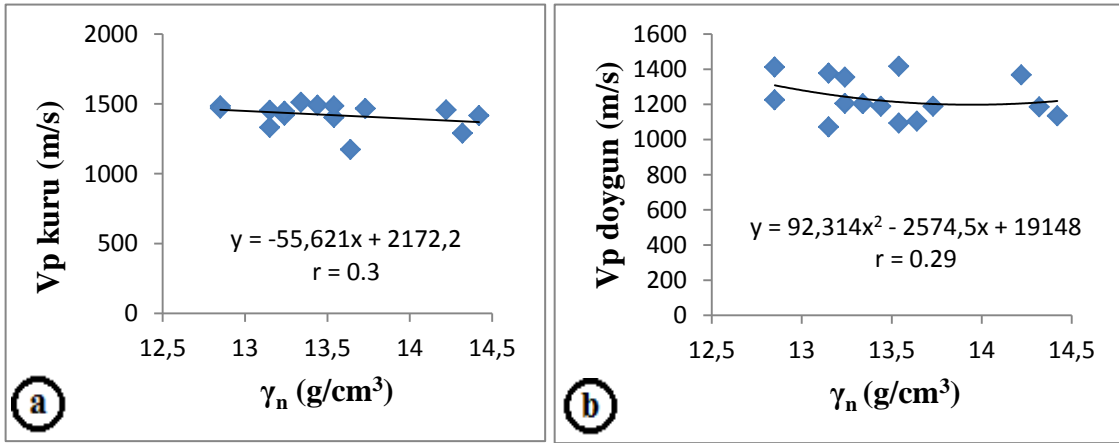 2000
1500
1000
500
0
Vp kuru (m/s)
y = -55,621x + 2172,2
r = 0.3
12,5 13 13,5 14 14,5
γn (g/cm³)
a
1600
1400
1200
1000
800
600
400
200
0
Vp doygun (m/s)
y = 92,314x² - 2574,5x + 19148
r = 0.29
12,5 13 13,5 14 14,5
γn (g/cm³)
b